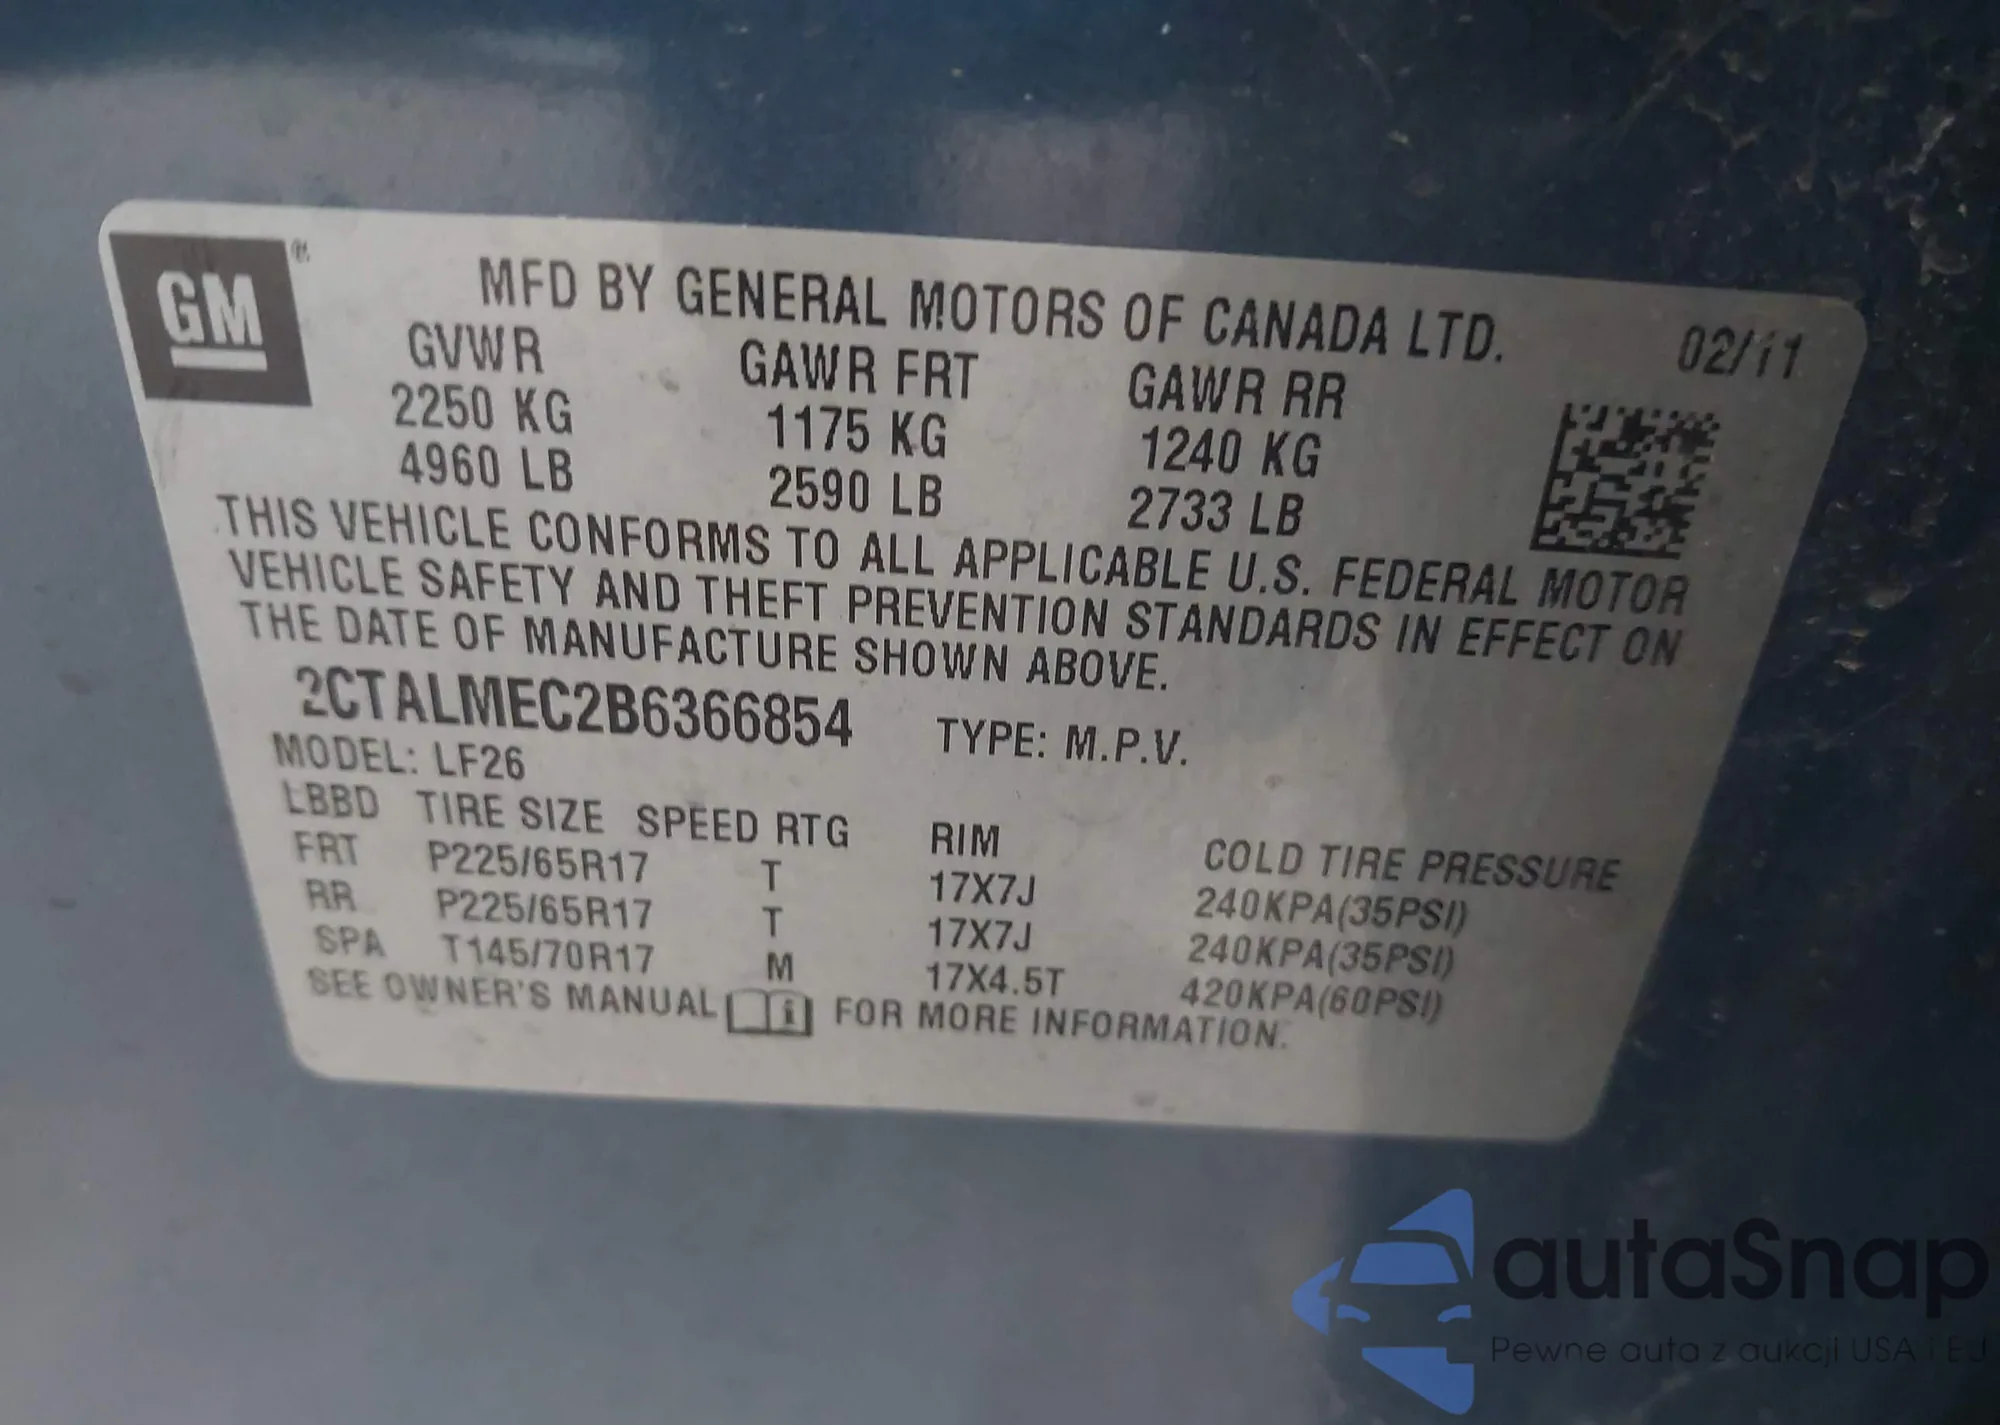 GM ®
MFD BY GENERAL MOTORS OF CANADA LTD. 02/11
GVWR GAWR FRT GAWR RR
2250 KG 1175 KG 1240 KG
4960 LB 2590 LB 2733 LB
THIS VEHICLE CONFORMS TO ALL APPLICABLE U.S. FEDERAL MOTOR
VEHICLE SAFETY AND THEFT PREVENTION STANDARDS IN EFFECT ON
THE DATE OF MANUFACTURE SHOWN ABOVE.
2CTALMEC2B6366854 TYPE: M.P.V.
MODEL: LF26
LBBD TIRE SIZE SPEED RTG RIM COLD TIRE PRESSURE
FRT P225/65R17 T 17X7J 240KPA(35PSI)
RR P225/65R17 T 17X7J 240KPA(35PSI)
SPA T145/70R17 M 17X4.5T 420KPA(60PSI)
SEE OWNER'S MANUAL i FOR MORE INFORMATION.
autaSnap
Pewne auta z aukcji USA i EU